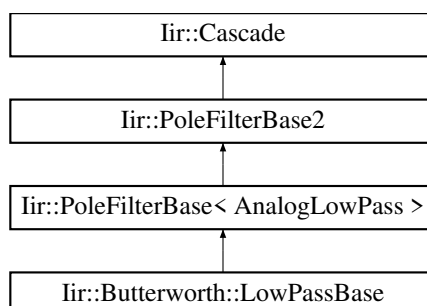 Iir::Cascade
Iir::PoleFilterBase2
Iir::PoleFilterBase< AnalogLowPass >
Iir::Butterworth::LowPassBase